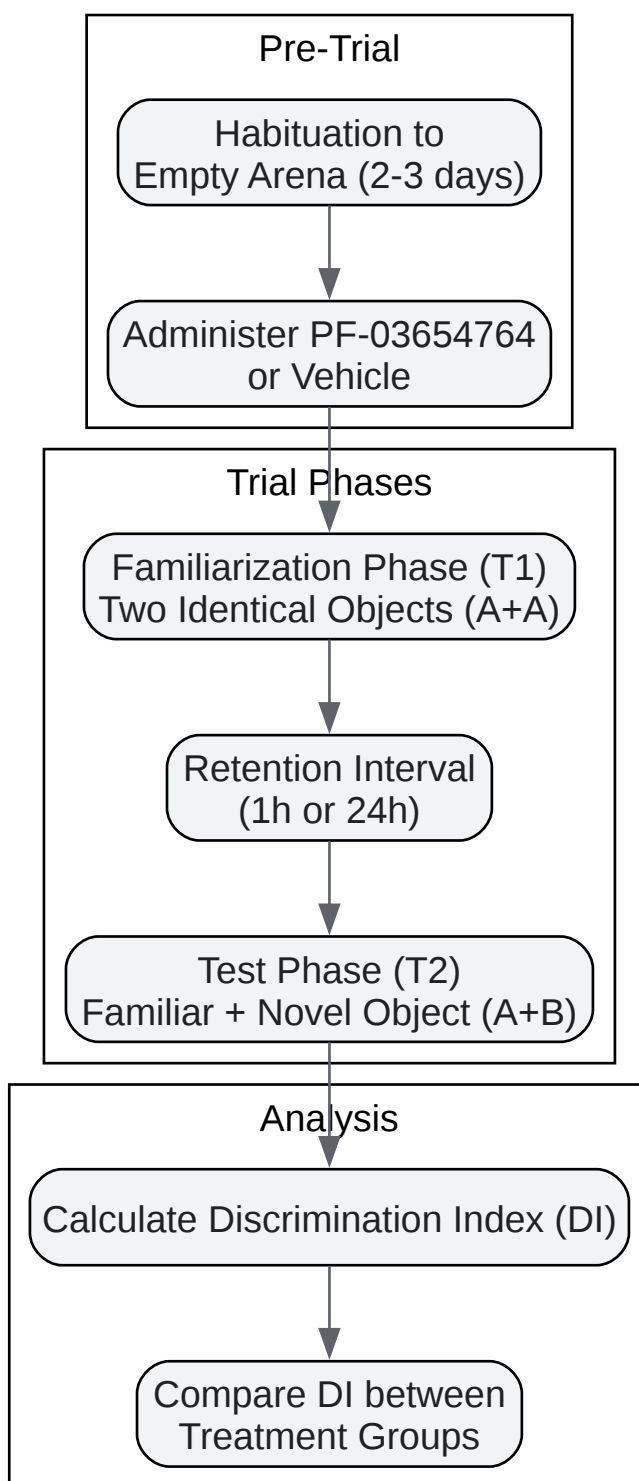 Pre-Trial
Habituation to
Empty Arena (2-3 days)
Administer PF-03654764
or Vehicle
Trial Phases
Familiarization Phase (T1)
Two Identical Objects (A+A)
Retention Interval
(1h or 24h)
Test Phase (T2)
Familiar + Novel Object (A+B)
Analysis
Calculate Discrimination Index (DI)
Compare DI between
Treatment Groups